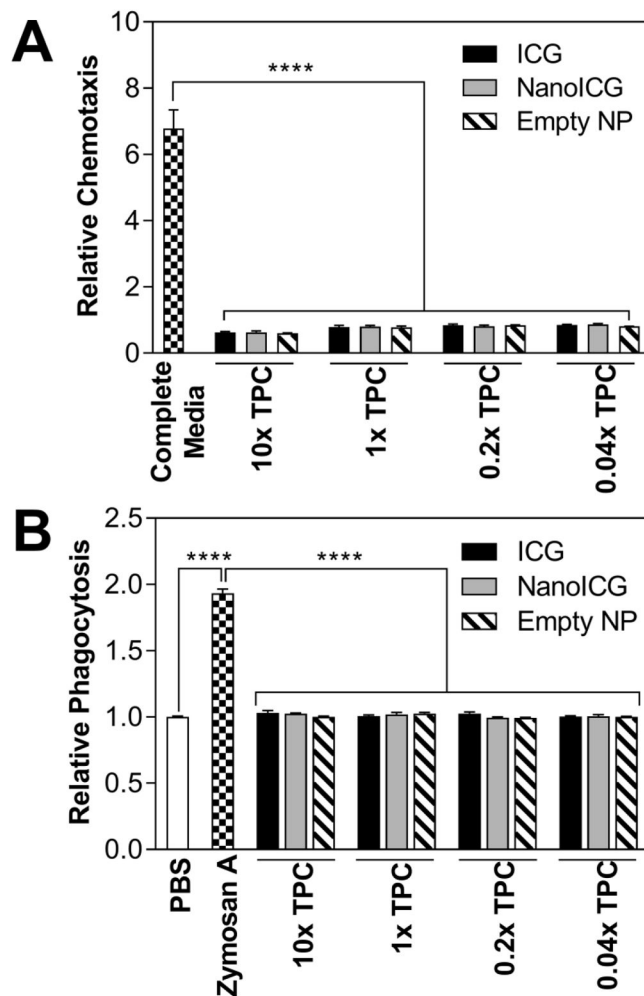 A
Relative Chemotaxis
10
8
6
4
2
0
****
ICG
NanoICG
Empty NP
Complete
Media
10x TPC
1x TPC
0.2x TPC
0.04x TPC
B
Relative Phagocytosis
2.5
2.0
1.5
1.0
0.5
0.0
****
****
ICG
NanoICG
Empty NP
PBS
Zymosan A
10x TPC
1x TPC
0.2x TPC
0.04x TPC